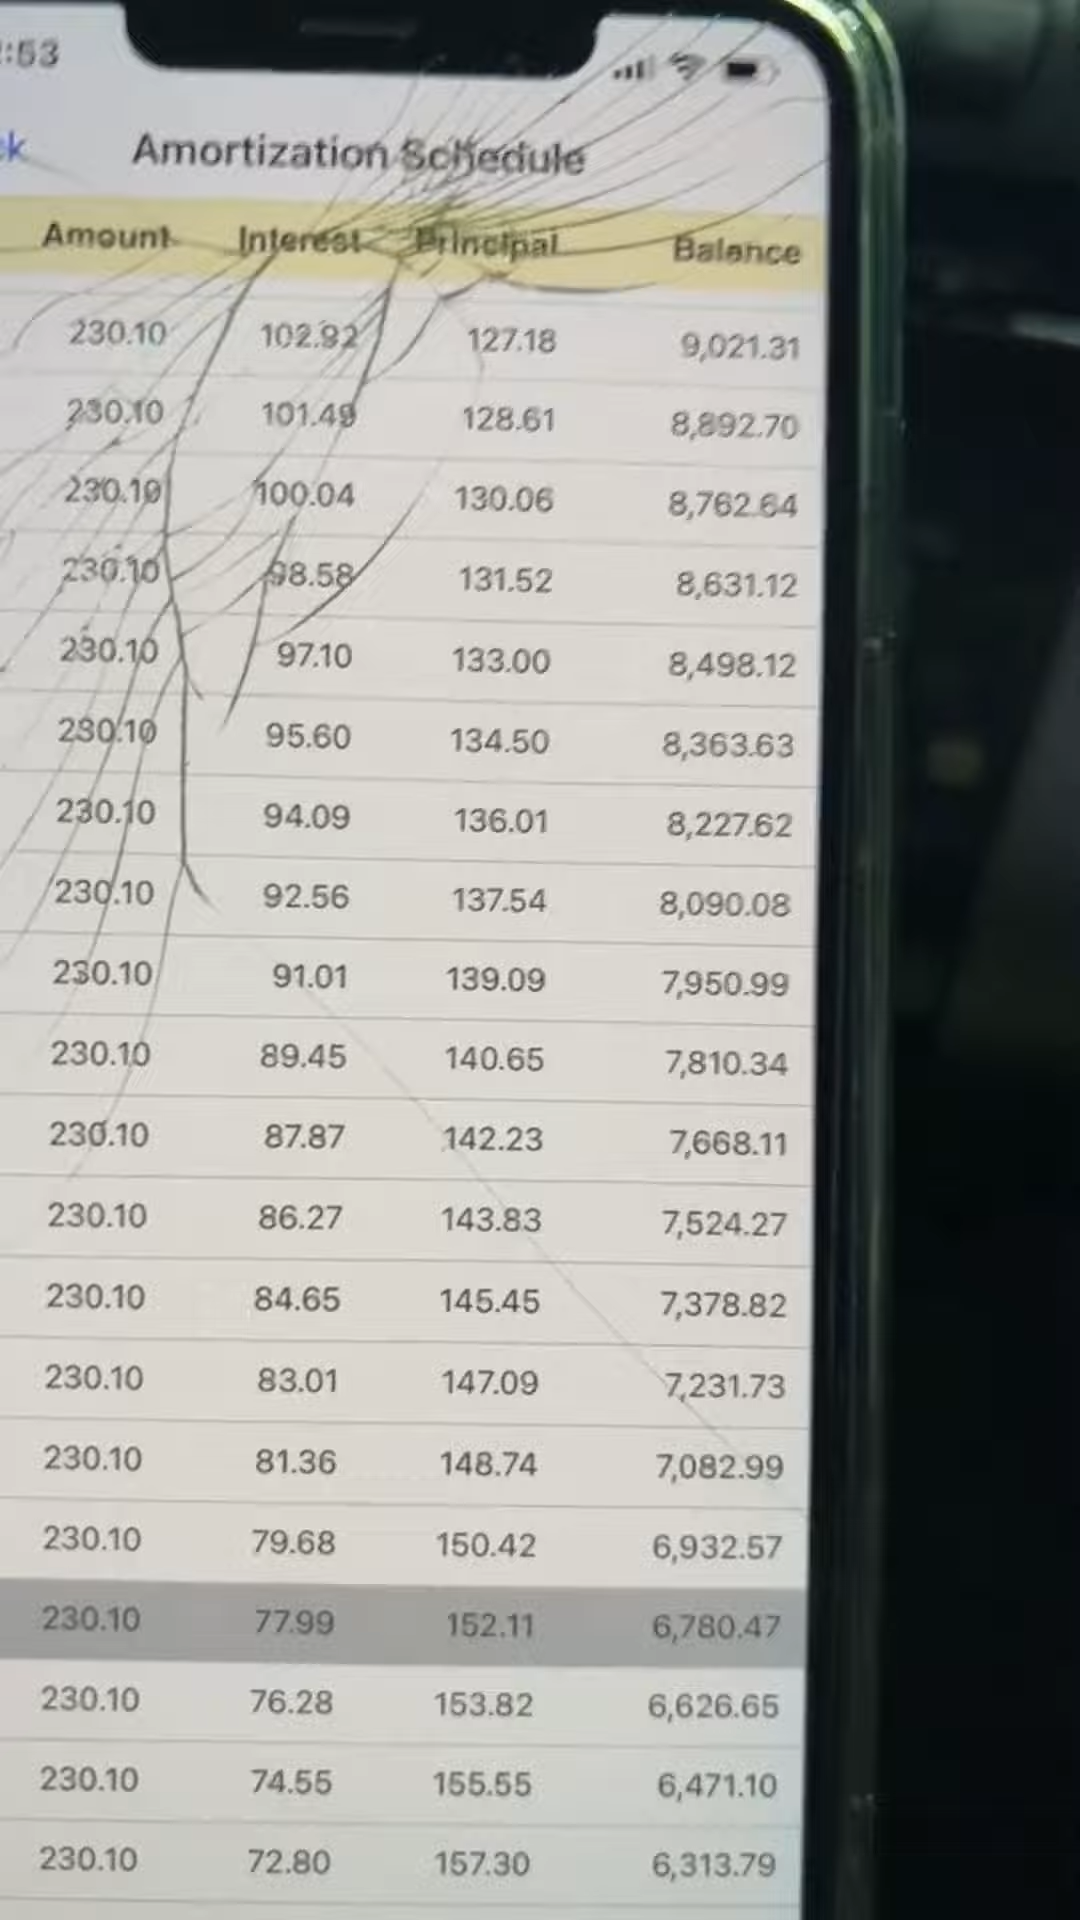 :53
k
Amortization Schedule
Amount Interest Principal Balance
230.10 102.92 127.18 9,021.31
230.10 101.49 128.61 8,892.70
230.10 100.04 130.06 8,762.64
230.10 98.58 131.52 8,631.12
230.10 97.10 133.00 8,498.12
230.10 95.60 134.50 8,363.63
230.10 94.09 136.01 8,227.62
230.10 92.56 137.54 8,090.08
230.10 91.01 139.09 7,950.99
230.10 89.45 140.65 7,810.34
230.10 87.87 142.23 7,668.11
230.10 86.27 143.83 7,524.27
230.10 84.65 145.45 7,378.82
230.10 83.01 147.09 7,231.73
230.10 81.36 148.74 7,082.99
230.10 79.68 150.42 6,932.57
230.10 77.99 152.11 6,780.47
230.10 76.28 153.82 6,626.65
230.10 74.55 155.55 6,471.10
230.10 72.80 157.30 6,313.79